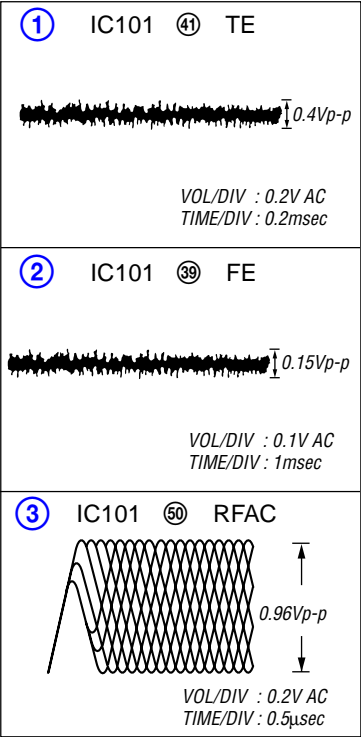 ① IC101 ㊶ TE
0.4Vp-p
VOL/DIV : 0.2V AC
TIME/DIV : 0.2msec
② IC101 ㊴ FE
0.15Vp-p
VOL/DIV : 0.1V AC
TIME/DIV : 1msec
③ IC101 ㊿ RFAC
0.96Vp-p
VOL/DIV : 0.2V AC
TIME/DIV : 0.5μsec